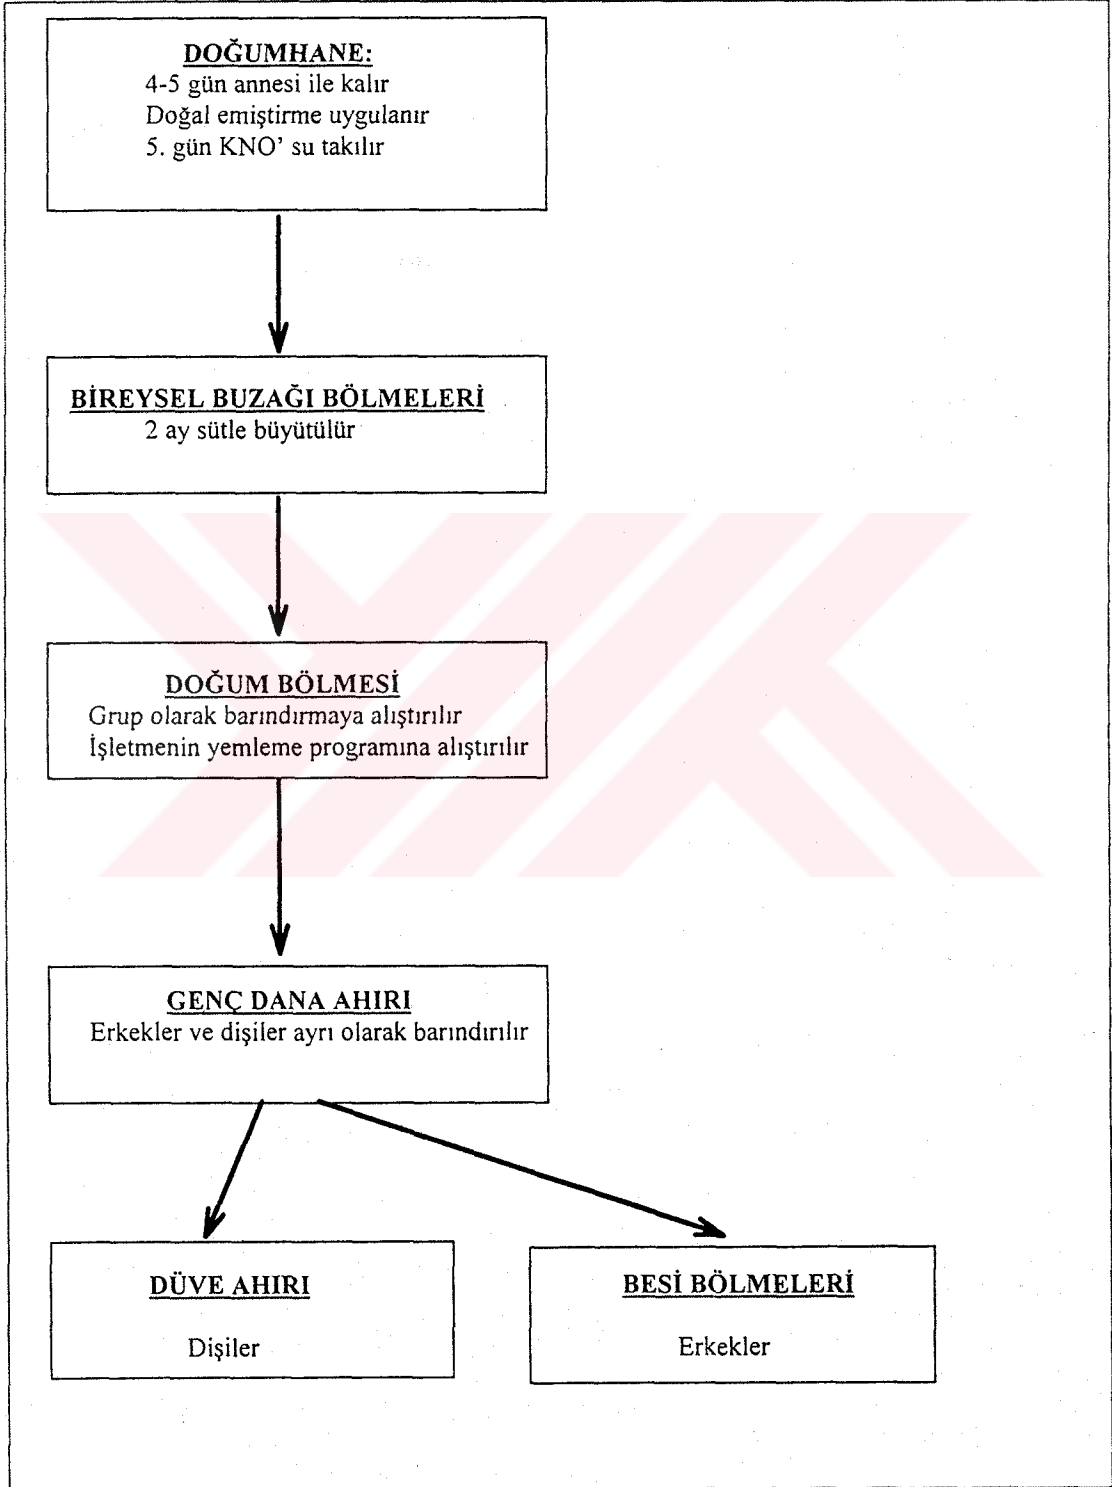 DOĞUMHANE:
4-5 gün annesi ile kalır
Doğal emiştirme uygulanır
5. gün KNO' su takılır
BİREYSEL BUZAĞI BÖLMELERİ
2 ay sütle büyütülür
DOĞUM BÖLMESİ
Grup olarak barındırmaya alıştırılır
İşletmenin yemleme programına alıştırılır
GENÇ DANA AHIRI
Erkekler ve dişiler ayrı olarak barındırılır
DÜVE AHIRI
Dişiler
BESİ BÖLMELERİ
Erkekler